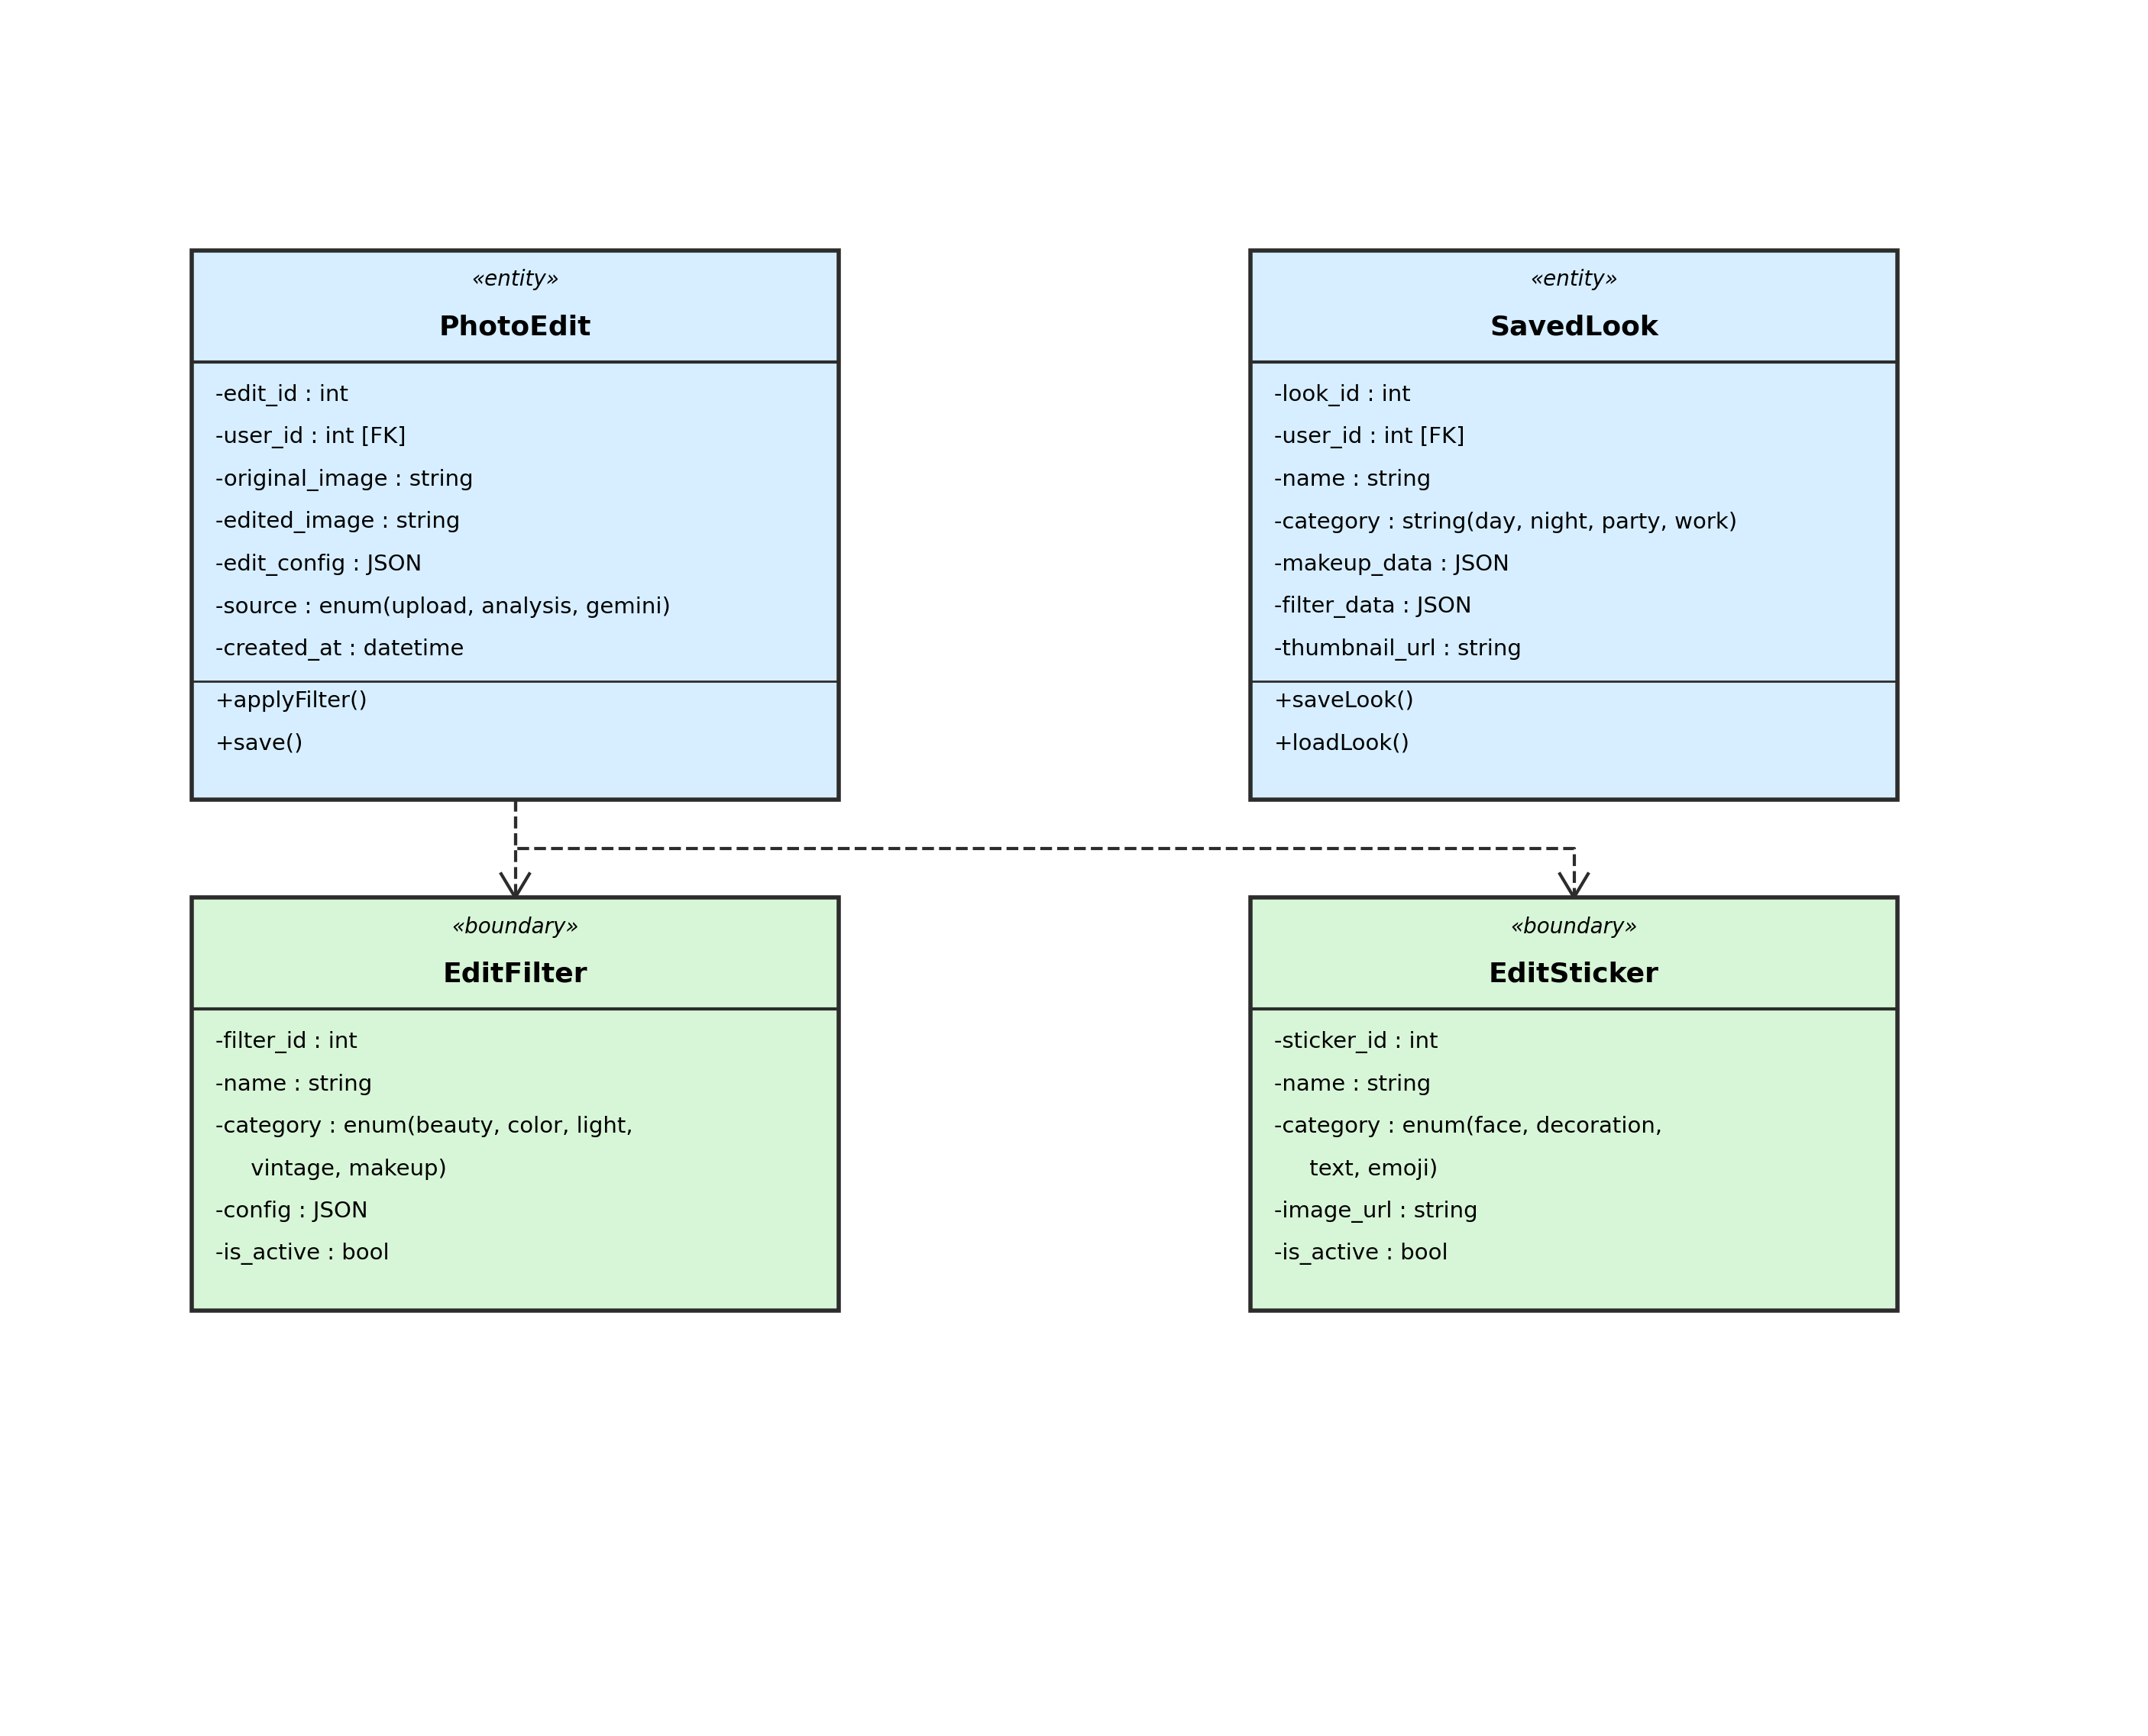 «entity»
PhotoEdit
-edit_id : int
-user_id : int [FK]
-original_image : string
-edited_image : string
-edit_config : JSON
-source : enum(upload, analysis, gemini)
-created_at : datetime
+applyFilter()
+save()
«entity»
SavedLook
-look_id : int
-user_id : int [FK]
-name : string
-category : string(day, night, party, work)
-makeup_data : JSON
-filter_data : JSON
-thumbnail_url : string
+saveLook()
+loadLook()
«boundary»
EditFilter
-filter_id : int
-name : string
-category : enum(beauty, color, light,
vintage, makeup)
-config : JSON
-is_active : bool
«boundary»
EditSticker
-sticker_id : int
-name : string
-category : enum(face, decoration,
text, emoji)
-image_url : string
-is_active : bool